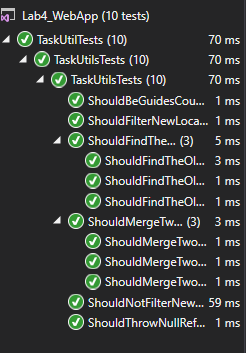 Lab4_WebApp (10 tests)
TaskUtilTests (10) 70 ms
TaskUtilsTests (10) 70 ms
TaskUtilsTests (10) 70 ms
ShouldBeGuidesCou... 1 ms
ShouldFilterNewLoca... 1 ms
ShouldFindThe... (3) 5 ms
ShouldFindTheOl... 3 ms
ShouldFindTheOl... 1 ms
ShouldFindTheOl... 1 ms
ShouldMergeTw... (3) 3 ms
ShouldMergeTwo... 1 ms
ShouldMergeTwo... 1 ms
ShouldMergeTwo... 1 ms
ShouldNotFilterNew... 59 ms
ShouldThrowNullRef... 1 ms